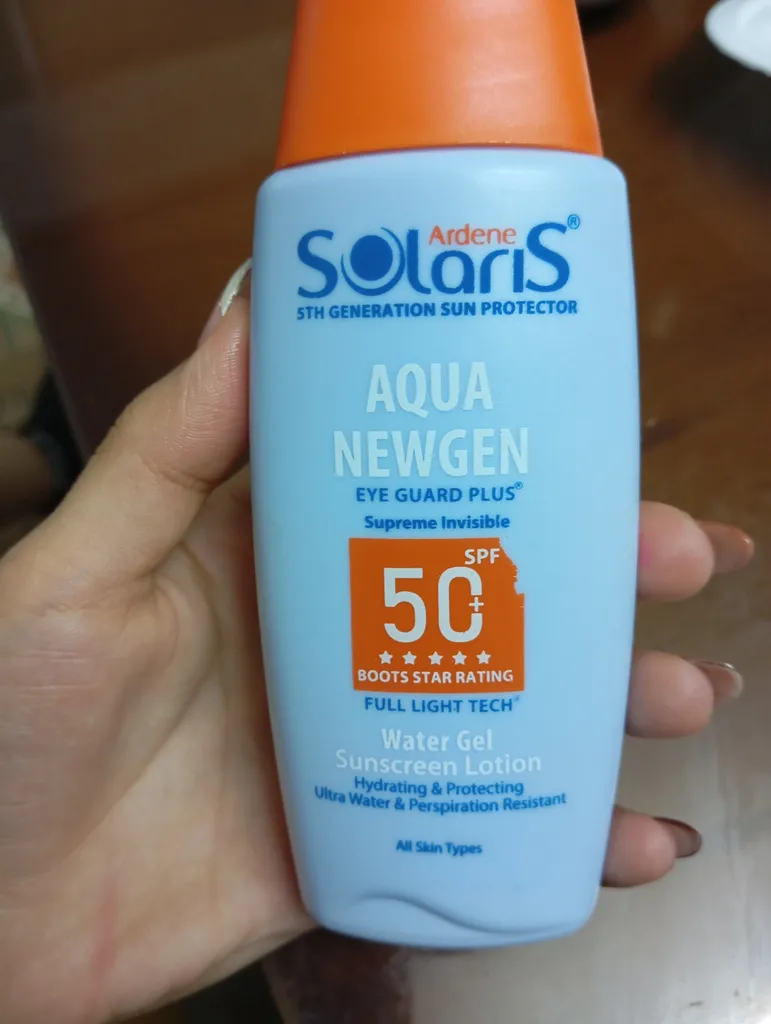 Ardene
SOlariS®
5TH GENERATION SUN PROTECTOR
AQUA
NEWGEN
EYE GUARD PLUS®
Supreme Invisible
SPF
50+
BOOTS STAR RATING
FULL LIGHT TECH®
Water Gel
Sunscreen Lotion
Hydrating & Protecting
Ultra Water & Perspiration Resistant
All Skin Types